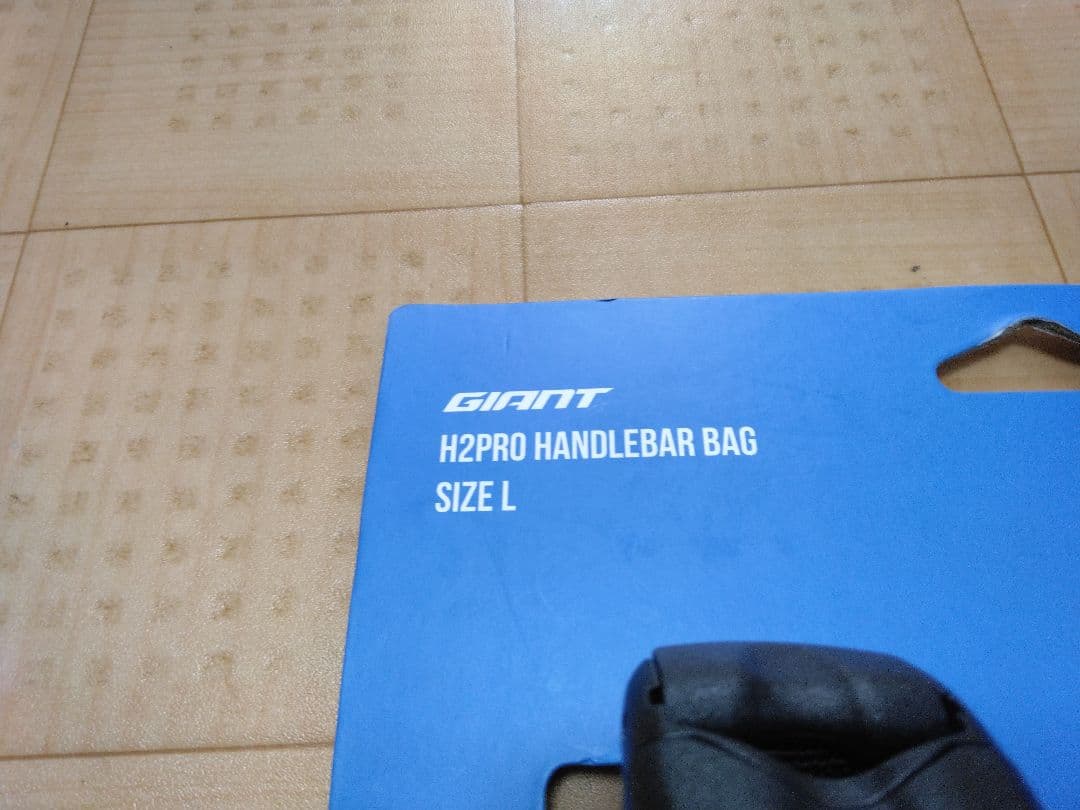 GIANT
H2PRO HANDLEBAR BAG
SIZE L